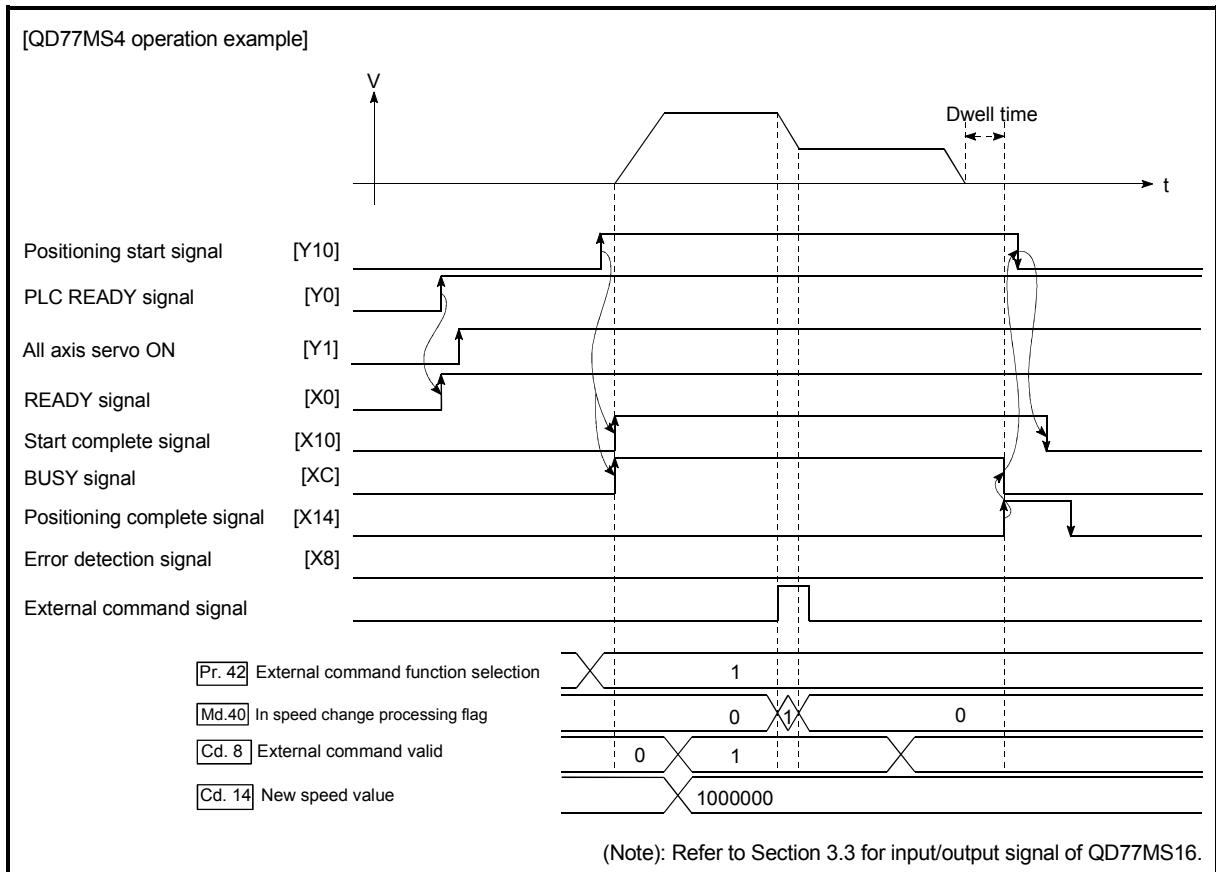 [QD77MS4 operation example]
V
Dwell time
t
Positioning start signal [Y10]
PLC READY signal [Y0]
All axis servo ON [Y1]
READY signal [X0]
Start complete signal [X10]
BUSY signal [XC]
Positioning complete signal [X14]
Error detection signal [X8]
External command signal
Pr. 42 External command function selection 1
Md.40 In speed change processing flag 0 1 0
Cd. 8 External command valid 0 1
Cd. 14 New speed value 1000000
(Note): Refer to Section 3.3 for input/output signal of QD77MS16.